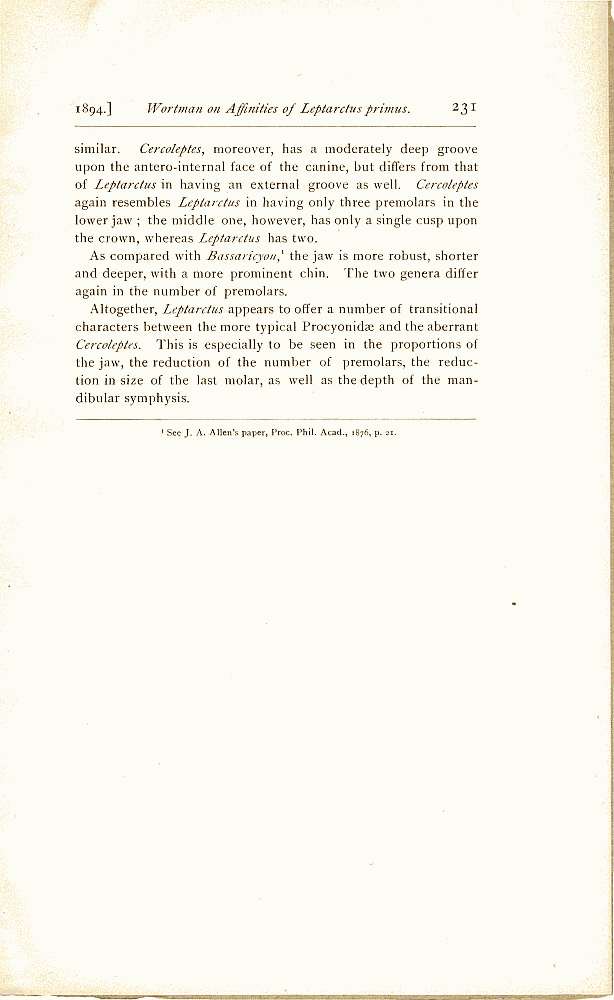 1894.] Wortman on Affinities of Leptarctus primus. 231
similar. Cercoleptes, moreover, has a moderately deep groove
upon the antero-internal face of the canine, but differs from that
of Leptarctus in having an external groove as well. Cercoleptes
again resembles Leptarctus in having only three premolars in the
lower jaw ; the middle one, however, has only a single cusp upon
the crown, whereas Leptarctus has two.
As compared with Bassaricyon,¹ the jaw is more robust, shorter
and deeper, with a more prominent chin. The two genera differ
again in the number of premolars.
Altogether, Leptarctus appears to offer a number of transitional
characters between the more typical Procyonidæ and the aberrant
Cercoleptes. This is especially to be seen in the proportions of
the jaw, the reduction of the number of premolars, the reduc-
tion in size of the last molar, as well as the depth of the man-
dibular symphysis.
¹ See J. A. Allen's paper, Proc. Phil. Acad., 1876, p. 21.